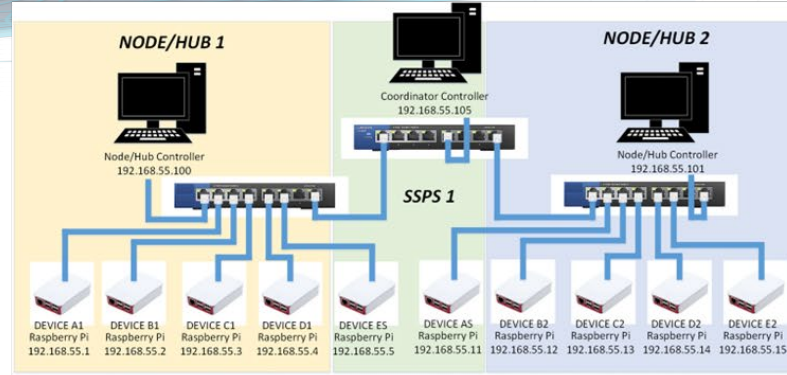 NODE/HUB 1
NODE/HUB 2
Coordinator Controller
192.168.55.105
Node/Hub Controller
192.168.55.100
Node/Hub Controller
192.168.55.101
SSPS 1
DEVICE A1
Raspberry Pi
192.168.55.1
DEVICE B1
Raspberry Pi
192.168.55.2
DEVICE C1
Raspberry Pi
192.168.55.3
DEVICE D1
Raspberry Pi
192.168.55.4
DEVICE ES
Raspberry Pi
192.168.55.5
DEVICE AS
Raspberry Pi
192.168.55.11
DEVICE B2
Raspberry Pi
192.168.55.12
DEVICE C2
Raspberry Pi
192.168.55.13
DEVICE D2
Raspberry Pi
192.168.55.14
DEVICE E2
Raspberry Pi
192.168.55.15